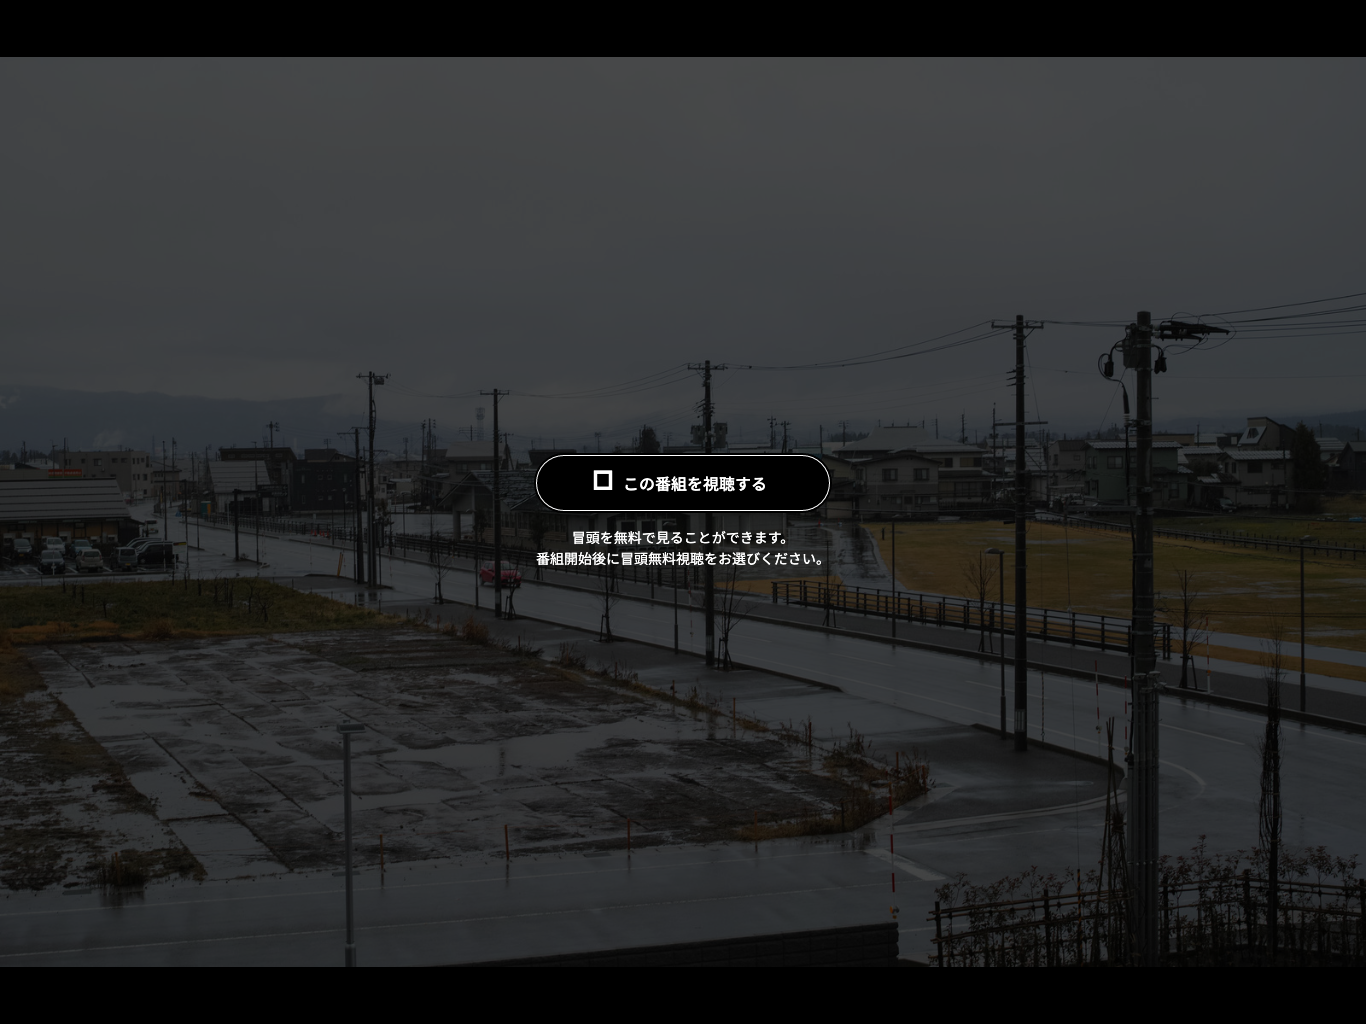 この番組を視聴する
冒頭を無料で見ることができます。
番組開始後に冒頭無料視聴をお選びください。